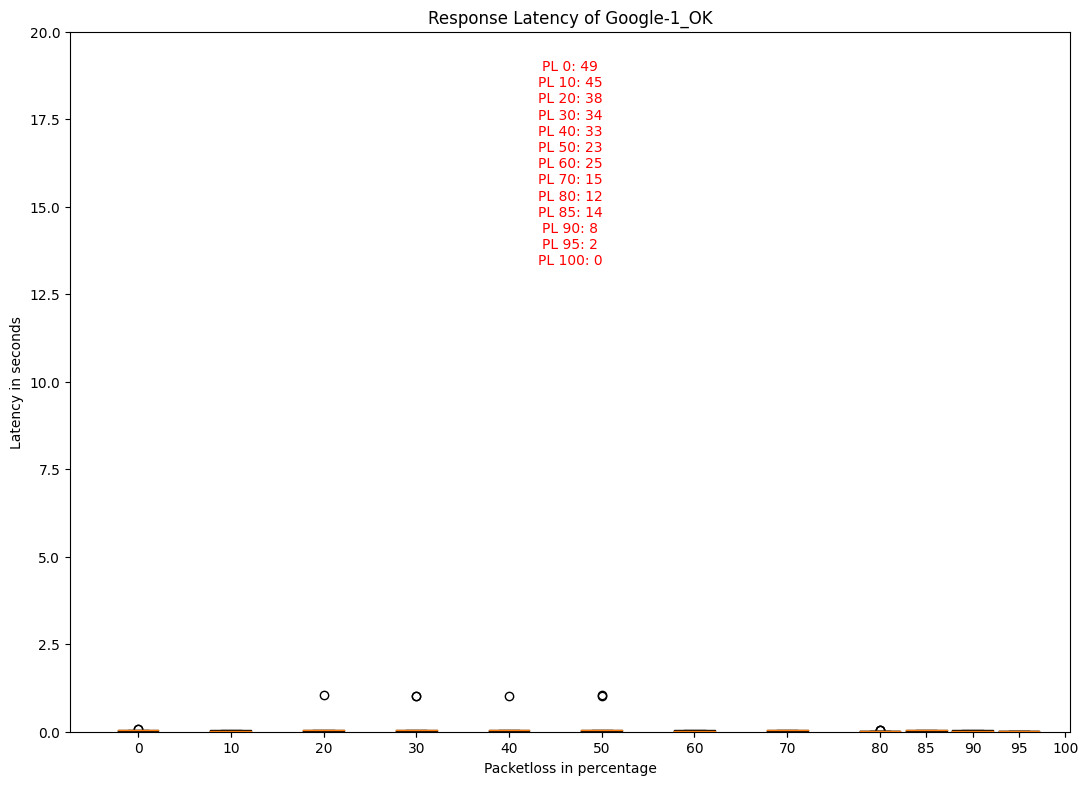 Response Latency of Google-1_OK
20.0
17.5
15.0
12.5
10.0
7.5
5.0
2.5
0.0
Latency in seconds
PL 0: 49
PL 10: 45
PL 20: 38
PL 30: 34
PL 40: 33
PL 50: 23
PL 60: 25
PL 70: 15
PL 80: 12
PL 85: 14
PL 90: 8
PL 95: 2
PL 100: 0
0 10 20 30 40 50 60 70 80 85 90 95 100
Packetloss in percentage